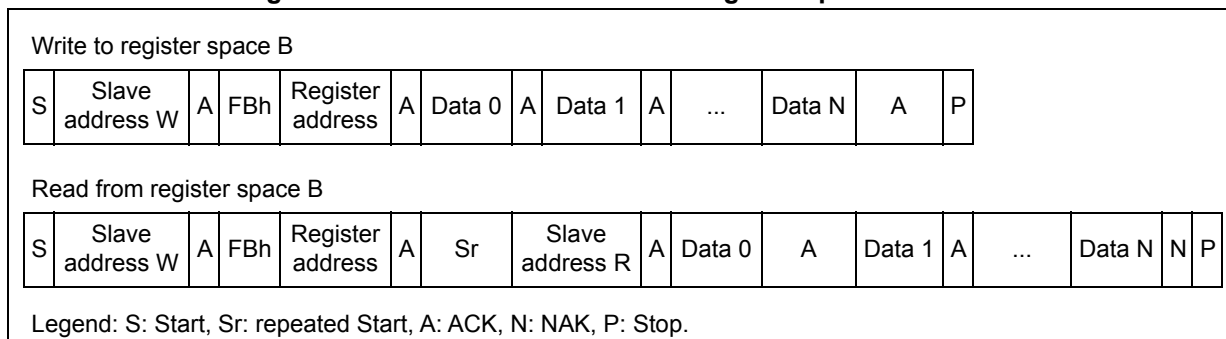 Write to register space B
S Slave address W A FBh Register address A Data 0 A Data 1 A ... Data N A P
Read from register space B
S Slave address W A FBh Register address A Sr Slave address R A Data 0 A Data 1 A ... Data N N P
Legend: S: Start, Sr: repeated Start, A: ACK, N: NAK, P: Stop.